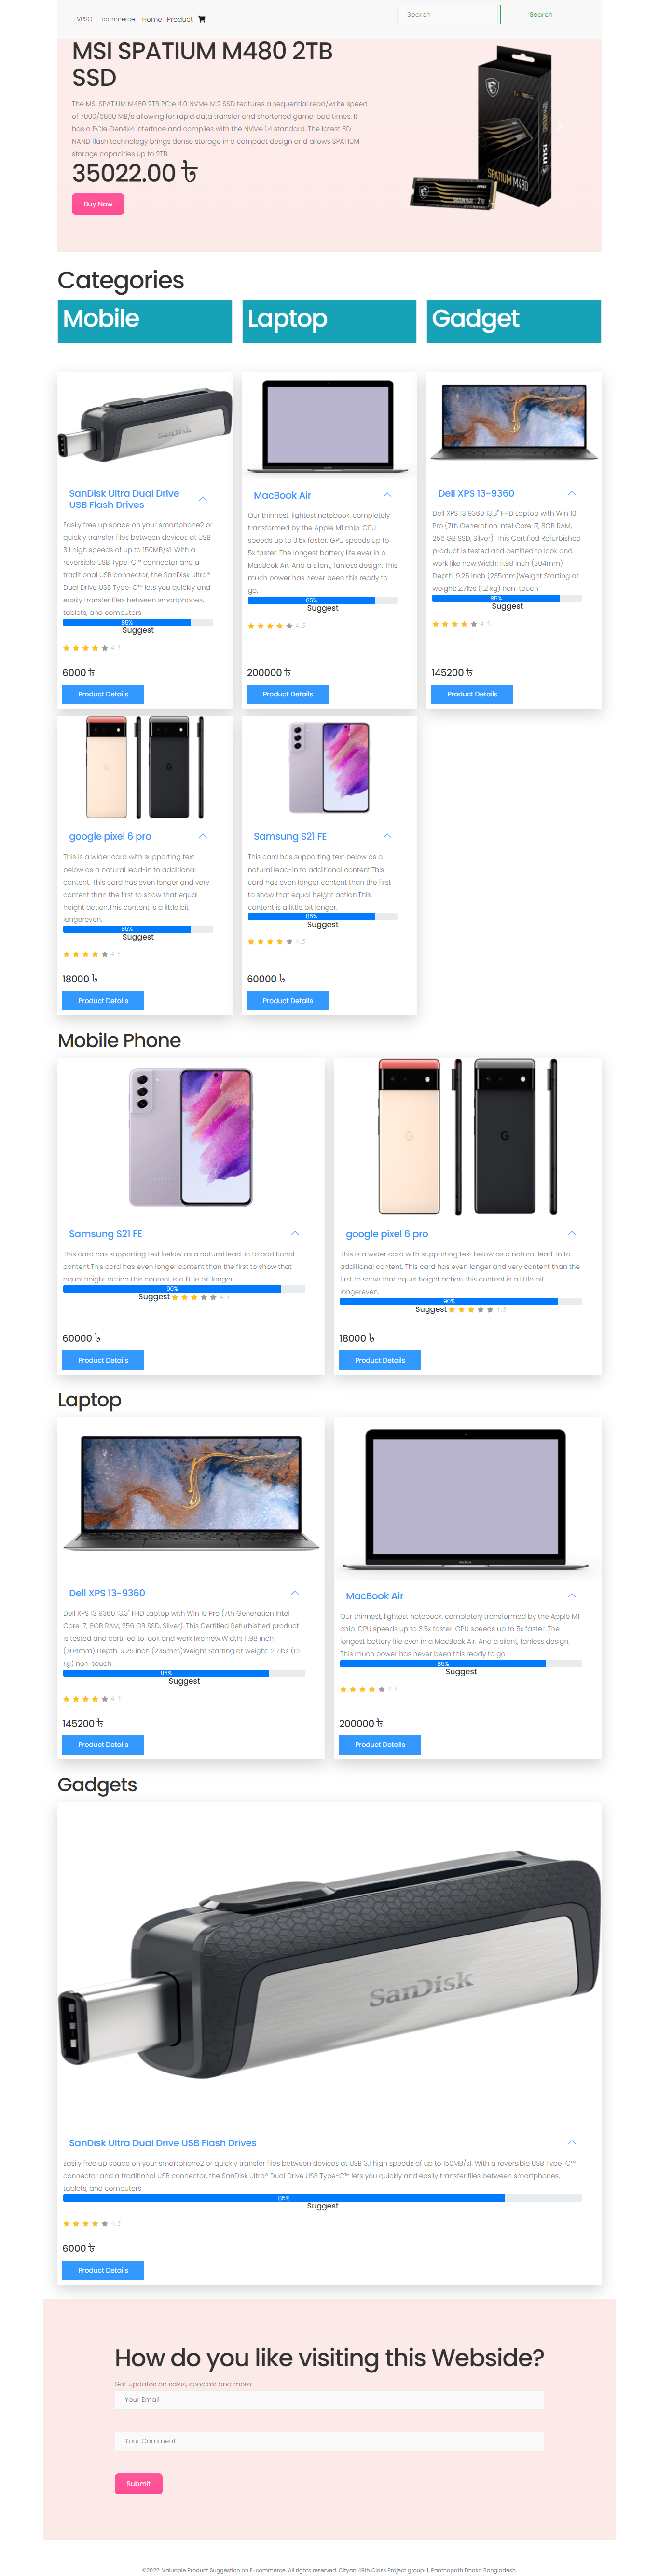 VPSO-E-commerce Home Product Search Search
MSI SPATIUM M480 2TB
SSD
The MSI SPATIUM M480 2TB PCIe 4.0 NVMe M.2 SSD features a sequential read/write speed
of 7000/6800 MB/s allowing for rapid data transfer and shortened game load times. It
has a PCIe Gen4x4 interface and complies with the NVMe 1.4 standard. The latest 3D
NAND flash technology brings dense storage in a compact design and allows SPATIUM
storage capacities up to 2TB.
35022.00 ৳
Buy Now
SPATIUM M480
msi
Categories
Mobile Laptop Gadget
SanDisk
SanDisk Ultra Dual Drive
USB Flash Drives
Easily free up space on your smartphone2 or
quickly transfer files between devices at USB
3.1 high speeds of up to 150MB/s1. With a
reversible USB Type-C™ connector and a
traditional USB connector, the SanDisk Ultra®
Dual Drive USB Type-C™ lets you quickly and
easily transfer files between smartphones,
tablets, and computers
85%
Suggest
4.3
6000 ৳
Product Details
MacBook Air
Our thinnest, lightest notebook, completely
transformed by the Apple M1 chip. CPU
speeds up to 3.5x faster. GPU speeds up to
5x faster. The longest battery life ever in a
MacBook Air. And a silent, fanless design. This
much power has never been this ready to
go.
85%
Suggest
4.3
200000 ৳
Product Details
Dell XPS 13-9360
Dell XPS 13 9360 13.3" FHD Laptop with Win 10
Pro (7th Generation Intel Core i7, 8GB RAM,
256 GB SSD, Silver). This Certified Refurbished
product is tested and certified to look and
work like new.Width: 11.98 inch (304mm)
Depth: 9.25 inch (235mm)Weight Starting at
weight: 2.7lbs (1.2 kg) non-touch
85%
Suggest
4.3
145200 ৳
Product Details
google pixel 6 pro
This is a wider card with supporting text
below as a natural lead-in to additional
content. This card has even longer and very
content than the first to show that equal
height action.This content is a little bit
longereven.
85%
Suggest
4.3
18000 ৳
Product Details
Samsung S21 FE
This card has supporting text below as a
natural lead-in to additional content.This
card has even longer content than the first
to show that equal height action.This
content is a little bit longer.
85%
Suggest
4.3
60000 ৳
Product Details
Mobile Phone
Samsung S21 FE
This card has supporting text below as a natural lead-in to additional
content.This card has even longer content than the first to show that
equal height action.This content is a little bit longer.
90%
Suggest 4.3
60000 ৳
Product Details
google pixel 6 pro
This is a wider card with supporting text below as a natural lead-in to
additional content. This card has even longer and very content than the
first to show that equal height action.This content is a little bit
longereven.
90%
Suggest 4.3
18000 ৳
Product Details
Laptop
Dell XPS 13-9360
Dell XPS 13 9360 13.3" FHD Laptop with Win 10 Pro (7th Generation Intel
Core i7, 8GB RAM, 256 GB SSD, Silver). This Certified Refurbished product
is tested and certified to look and work like new.Width: 11.98 inch
(304mm) Depth: 9.25 inch (235mm)Weight Starting at weight: 2.7lbs (1.2
kg) non-touch
85%
Suggest
4.3
145200 ৳
Product Details
MacBook Air
Our thinnest, lightest notebook, completely transformed by the Apple M1
chip. CPU speeds up to 3.5x faster. GPU speeds up to 5x faster. The
longest battery life ever in a MacBook Air. And a silent, fanless design.
This much power has never been this ready to go.
85%
Suggest
4.3
200000 ৳
Product Details
Gadgets
SanDisk
SanDisk Ultra Dual Drive USB Flash Drives
Easily free up space on your smartphone2 or quickly transfer files between devices at USB 3.1 high speeds of up to 150MB/s1. With a reversible USB Type-C™
connector and a traditional USB connector, the SanDisk Ultra® Dual Drive USB Type-C™ lets you quickly and easily transfer files between smartphones,
tablets, and computers
85%
Suggest
4.3
6000 ৳
Product Details
How do you like visiting this Webside?
Get updates on sales, specials and more
Your Email
Your Comment
Submit
©2022. Valuable Product Suggestion on E-commerce. All rights reserved. Cityan 49th Class Project group-1, Panthapath Dhaka Bangladesh.